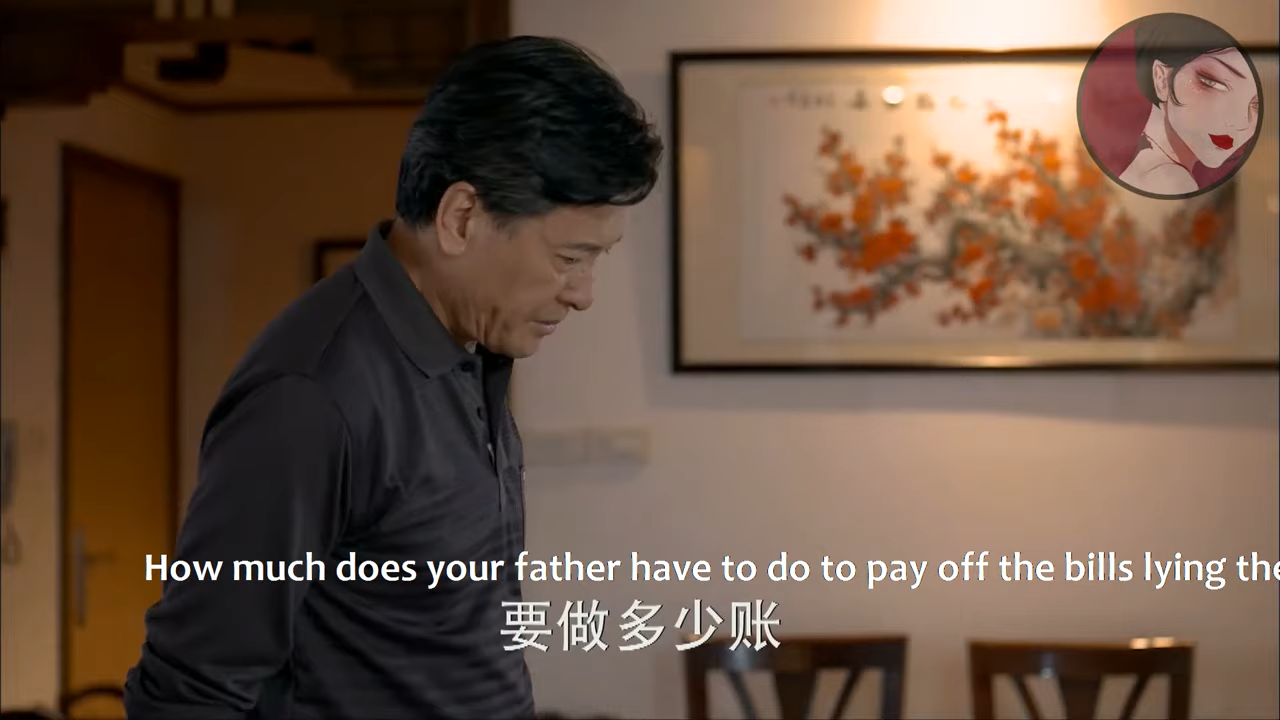 How much does your father have to do to pay off the bills lying the
要做多少账